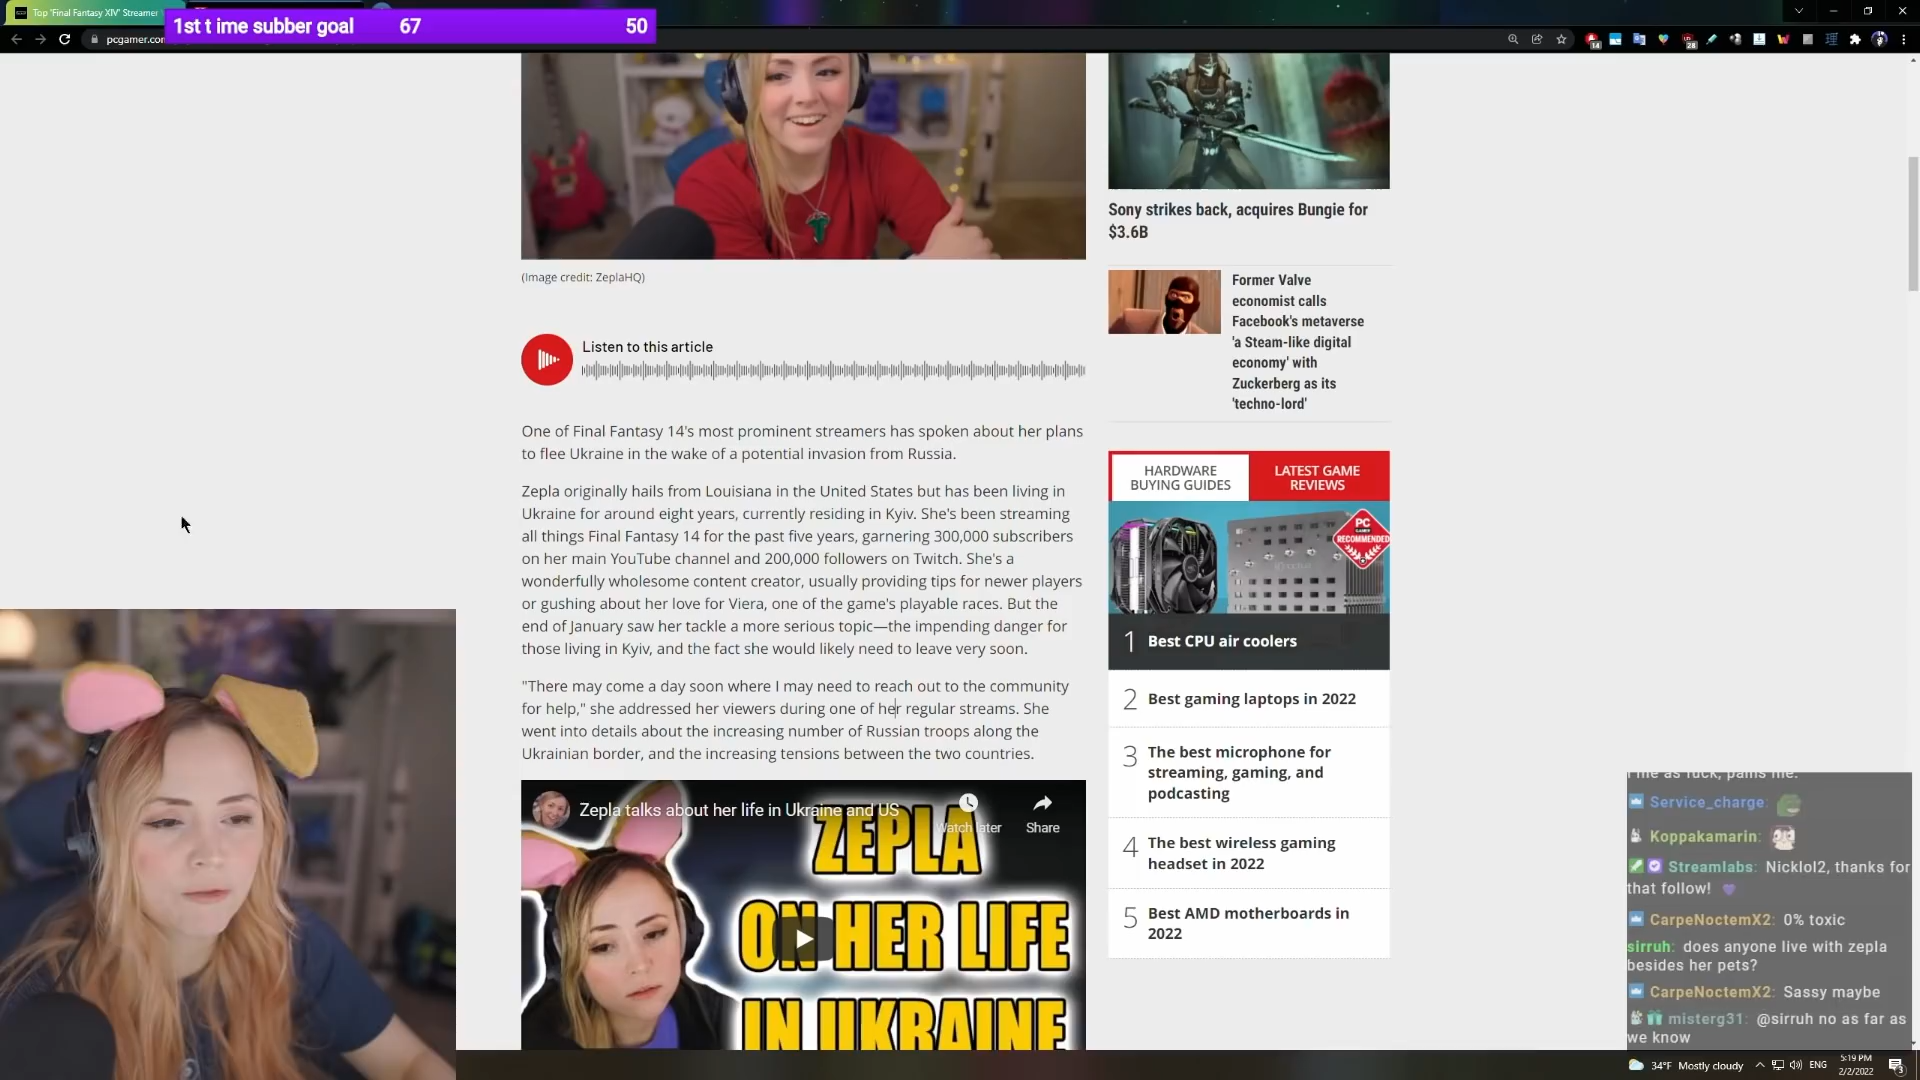 Top 'Final Fantasy XIV' Streamer
1st t ime subber goal 67 50
pcgamer.com
14
28
(Image credit: ZeplaHQ)
Listen to this article
One of Final Fantasy 14's most prominent streamers has spoken about her plans
to flee Ukraine in the wake of a potential invasion from Russia.
Zepla originally hails from Louisiana in the United States but has been living in
Ukraine for around eight years, currently residing in Kyiv. She's been streaming
all things Final Fantasy 14 for the past five years, garnering 300,000 subscribers
on her main YouTube channel and 200,000 followers on Twitch. She's a
wonderfully wholesome content creator, usually providing tips for newer players
or gushing about her love for Viera, one of the game's playable races. But the
end of January saw her tackle a more serious topic—the impending danger for
those living in Kyiv, and the fact she would likely need to leave very soon.
"There may come a day soon where I may need to reach out to the community
for help," she addressed her viewers during one of her regular streams. She
went into details about the increasing number of Russian troops along the
Ukrainian border, and the increasing tensions between the two countries.
Zepla talks about her life in Ukraine and US
Watch later
Share
ZEPLA
ON HER LIFE
IN UKRAINE
Sony strikes back, acquires Bungie for
$3.6B
Former Valve
economist calls
Facebook's metaverse
'a Steam-like digital
economy' with
Zuckerberg as its
'techno-lord'
HARDWARE
BUYING GUIDES
LATEST GAME
REVIEWS
PC
GAMER
RECOMMENDED
1 Best CPU air coolers
2 Best gaming laptops in 2022
3 The best microphone for
streaming, gaming, and
podcasting
4 The best wireless gaming
headset in 2022
5 Best AMD motherboards in
2022
me as fuck, palms me.
Service_charge:
Koppakamarin:
Streamlabs: Nicklol2, thanks for
that follow!
CarpeNoctemX2: 0% toxic
sirruh: does anyone live with zepla
besides her pets?
CarpeNoctemX2: Sassy maybe
misterg31: @sirruh no as far as
we know
34°F Mostly cloudy
ENG
5:19 PM
2/2/2022
3